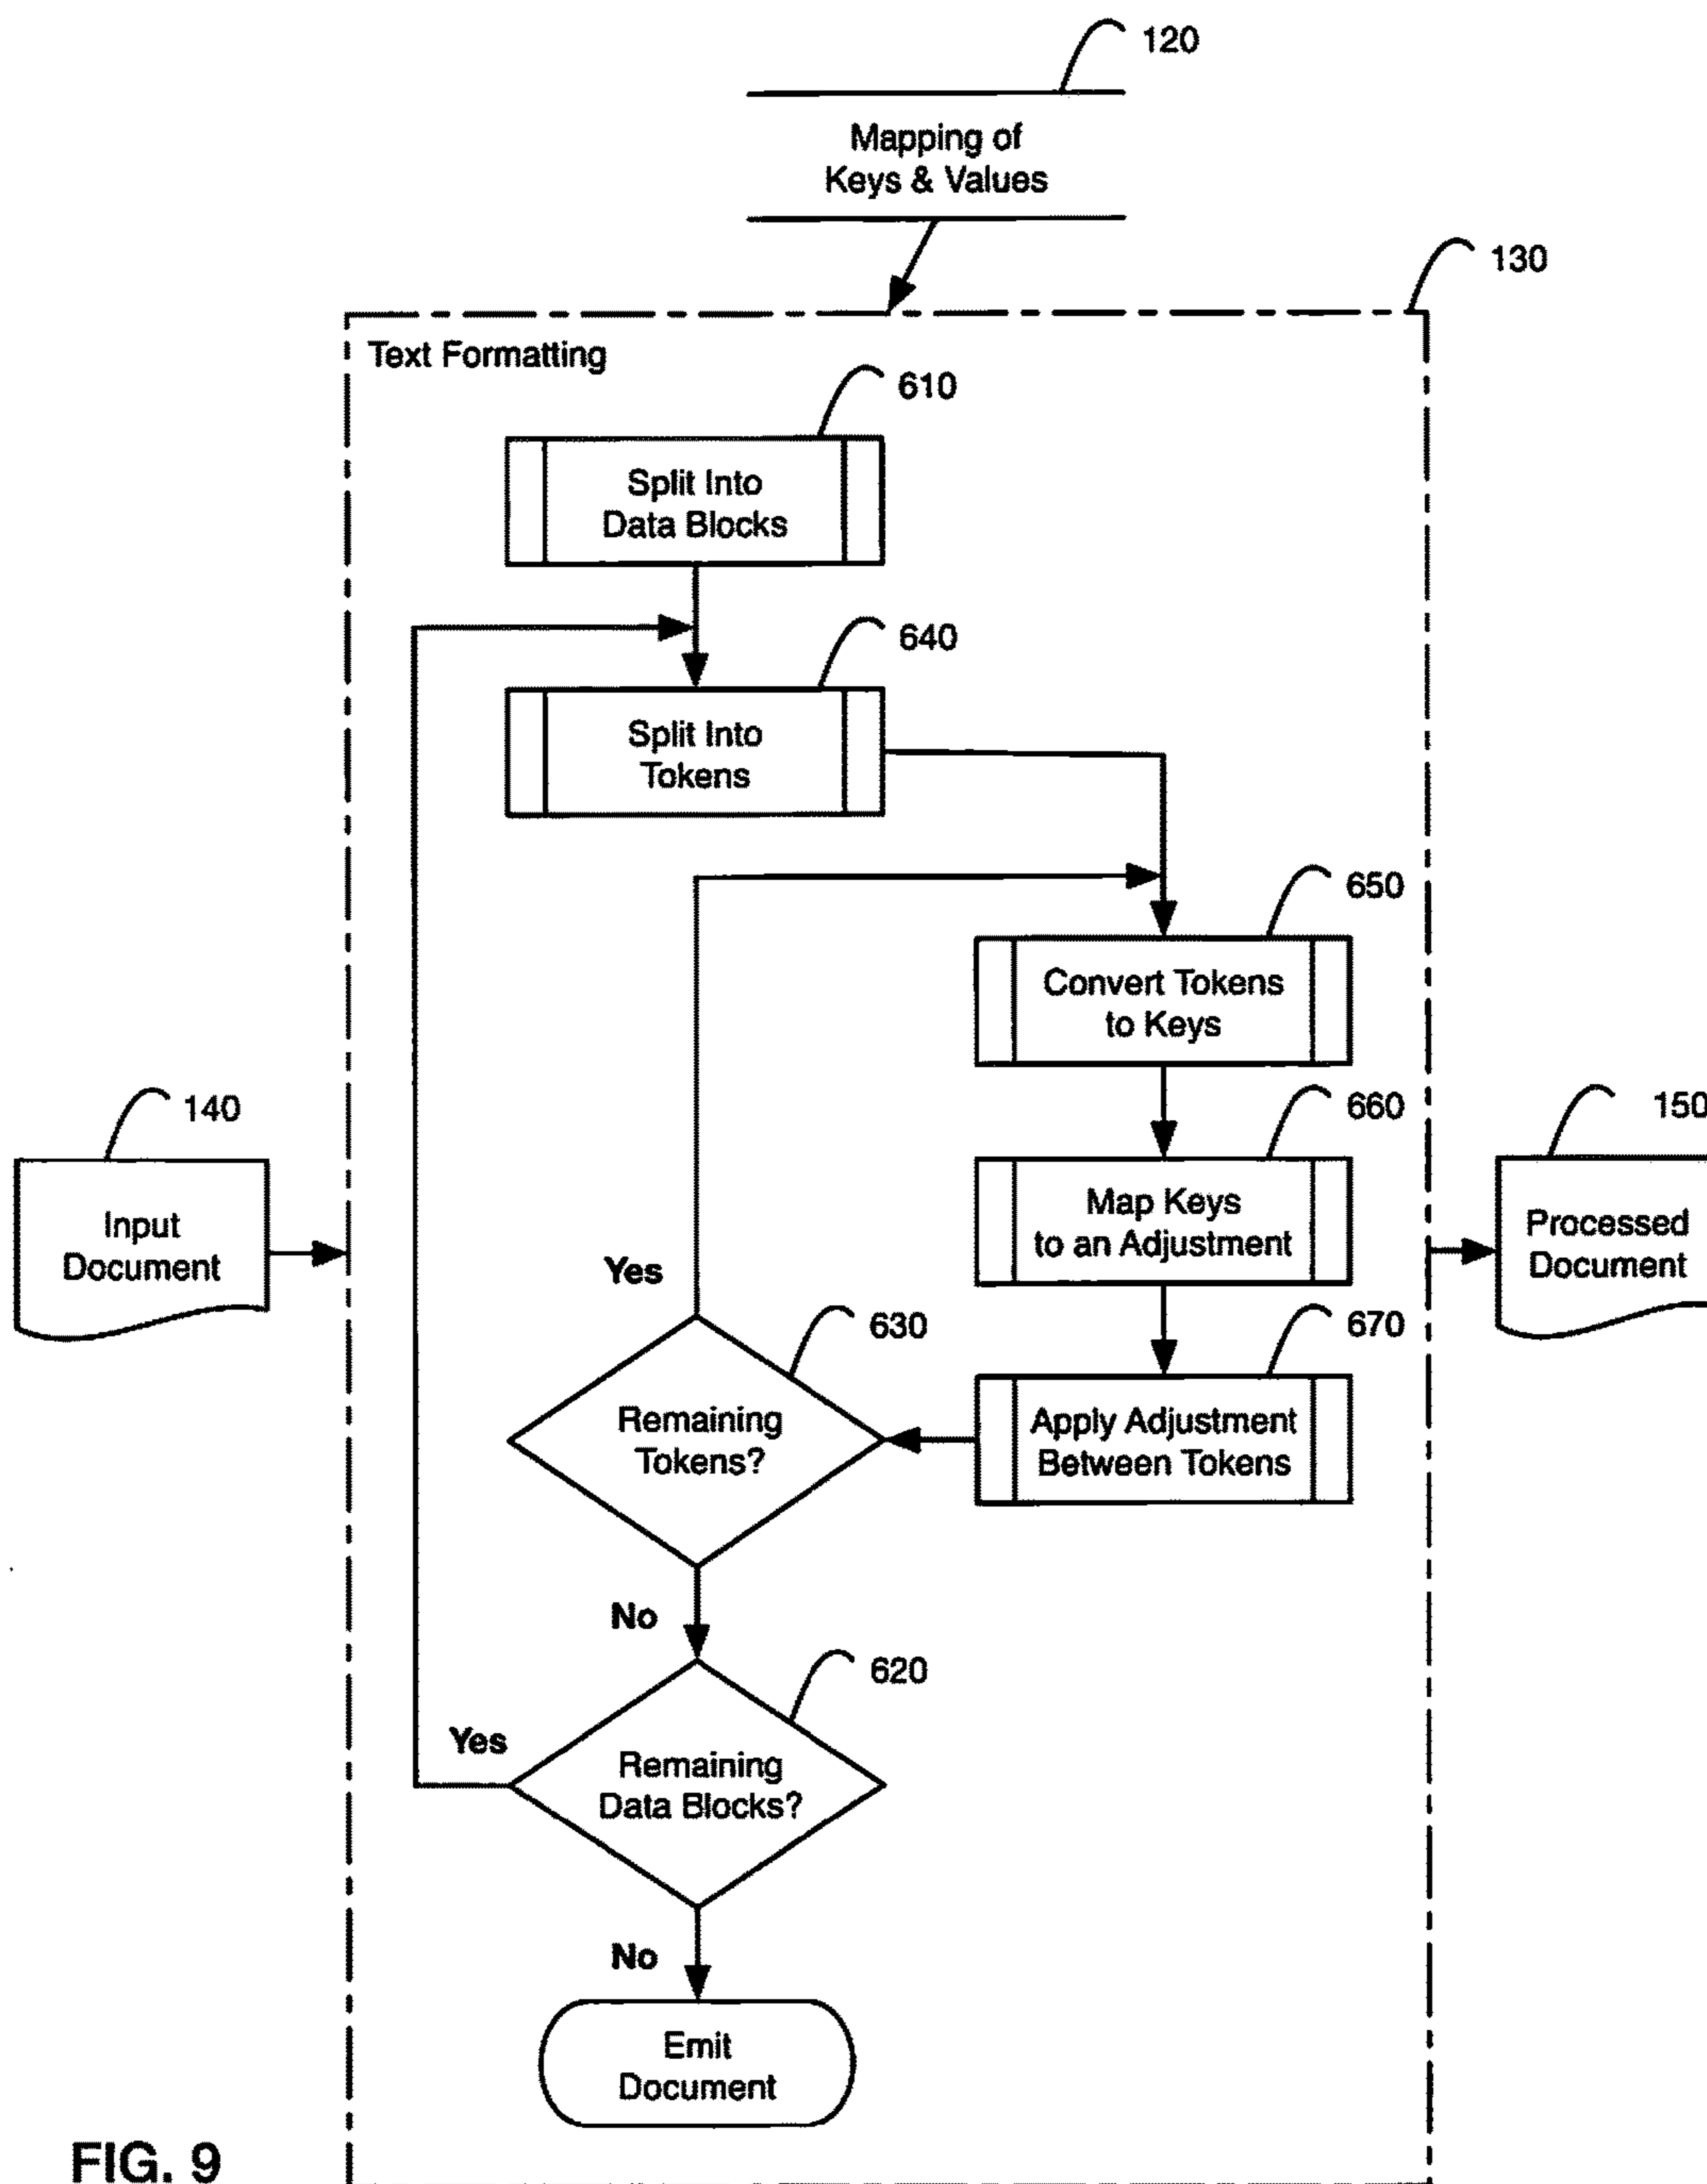 120
Mapping of
Keys & Values
130
Text Formatting
610
Split Into
Data Blocks
640
Split Into
Tokens
650
Convert Tokens
to Keys
140
660
150
Input
Document
Map Keys
to an Adjustment
Processed
Document
Yes
630
670
Remaining
Tokens?
Apply Adjustment
Between Tokens
No
620
Yes
Remaining
Data Blocks?
No
Emit
Document
FIG. 9